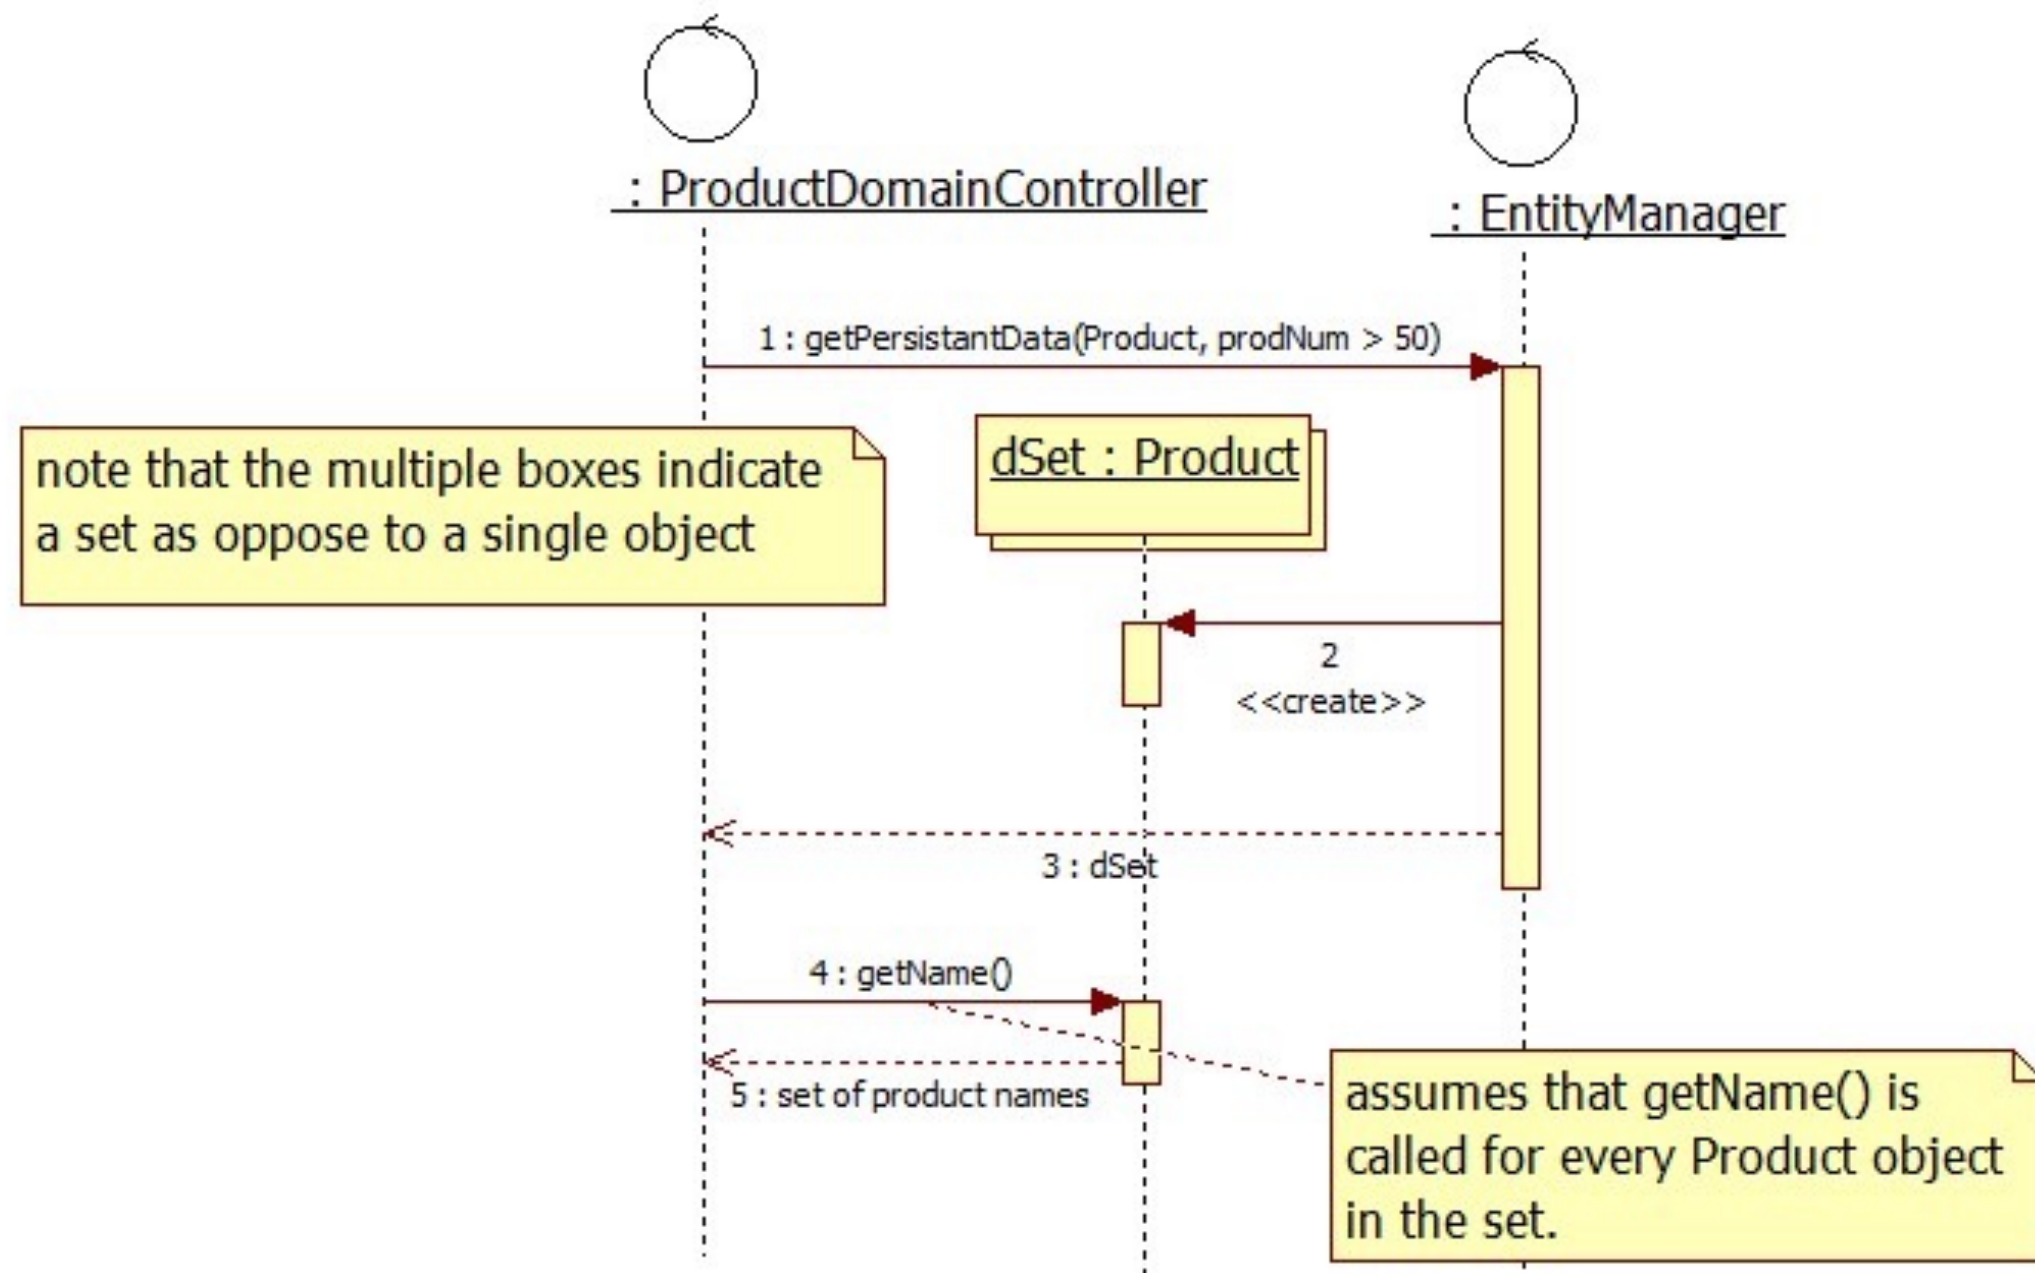 : ProductDomainController
: EntityManager
1 : getPersistantData(Product, prodNum > 50)
note that the multiple boxes indicate
a set as oppose to a single object
dSet : Product
2
<<create>>
3 : dSet
4 : getName()
5 : set of product names
assumes that getName() is
called for every Product object
in the set.